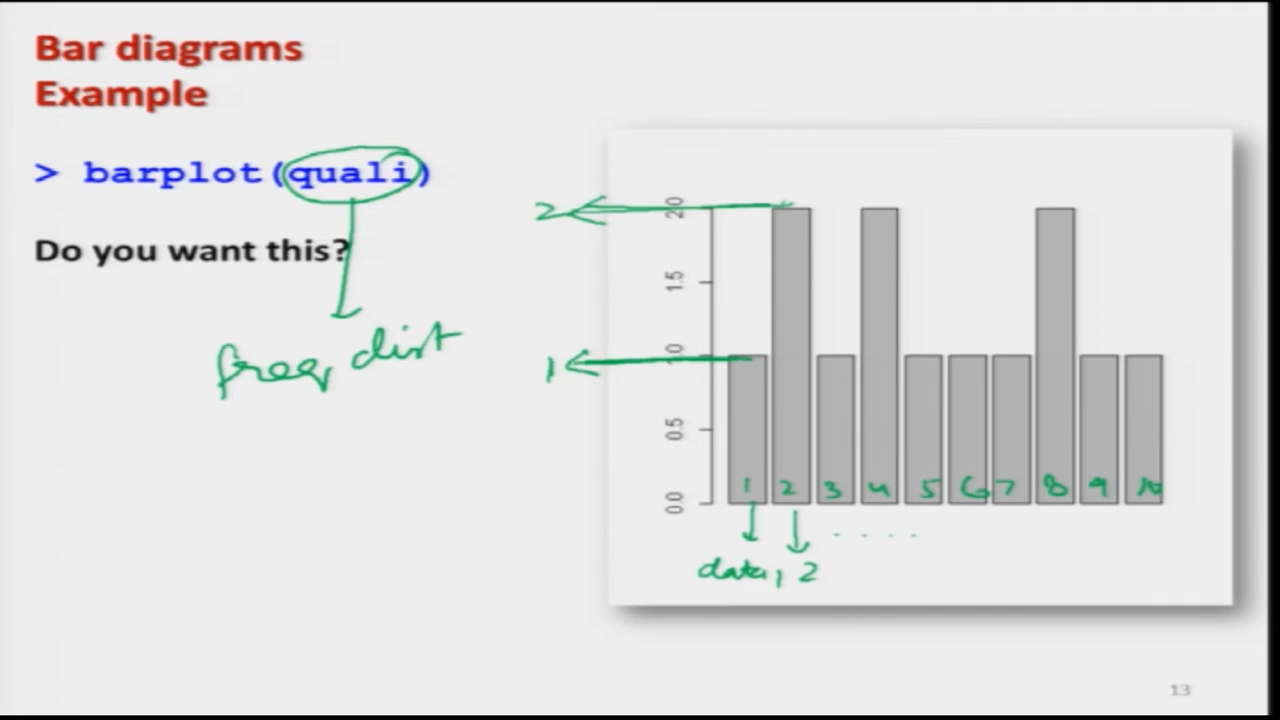 Bar diagrams
Example
> barplot(quali)
Do you want this?
freq dist
2
1
2.0
1.5
1.0
0.5
0.0
1 2 3 4 5 6 7 8 9 10
data 1 2 . . . .
13